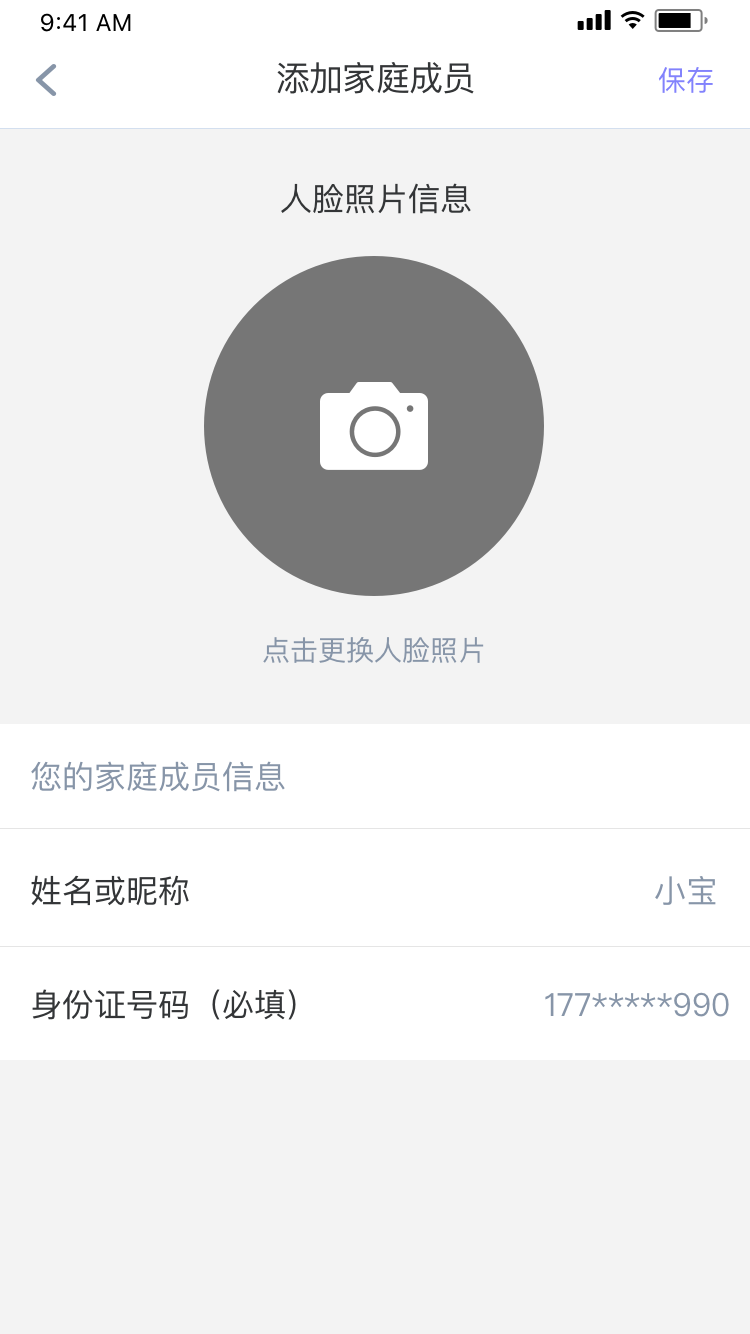 9:41 AM
添加家庭成员
保存
人脸照片信息
点击更换人脸照片
您的家庭成员信息
姓名或昵称
小宝
身份证号码（必填）
177*****990